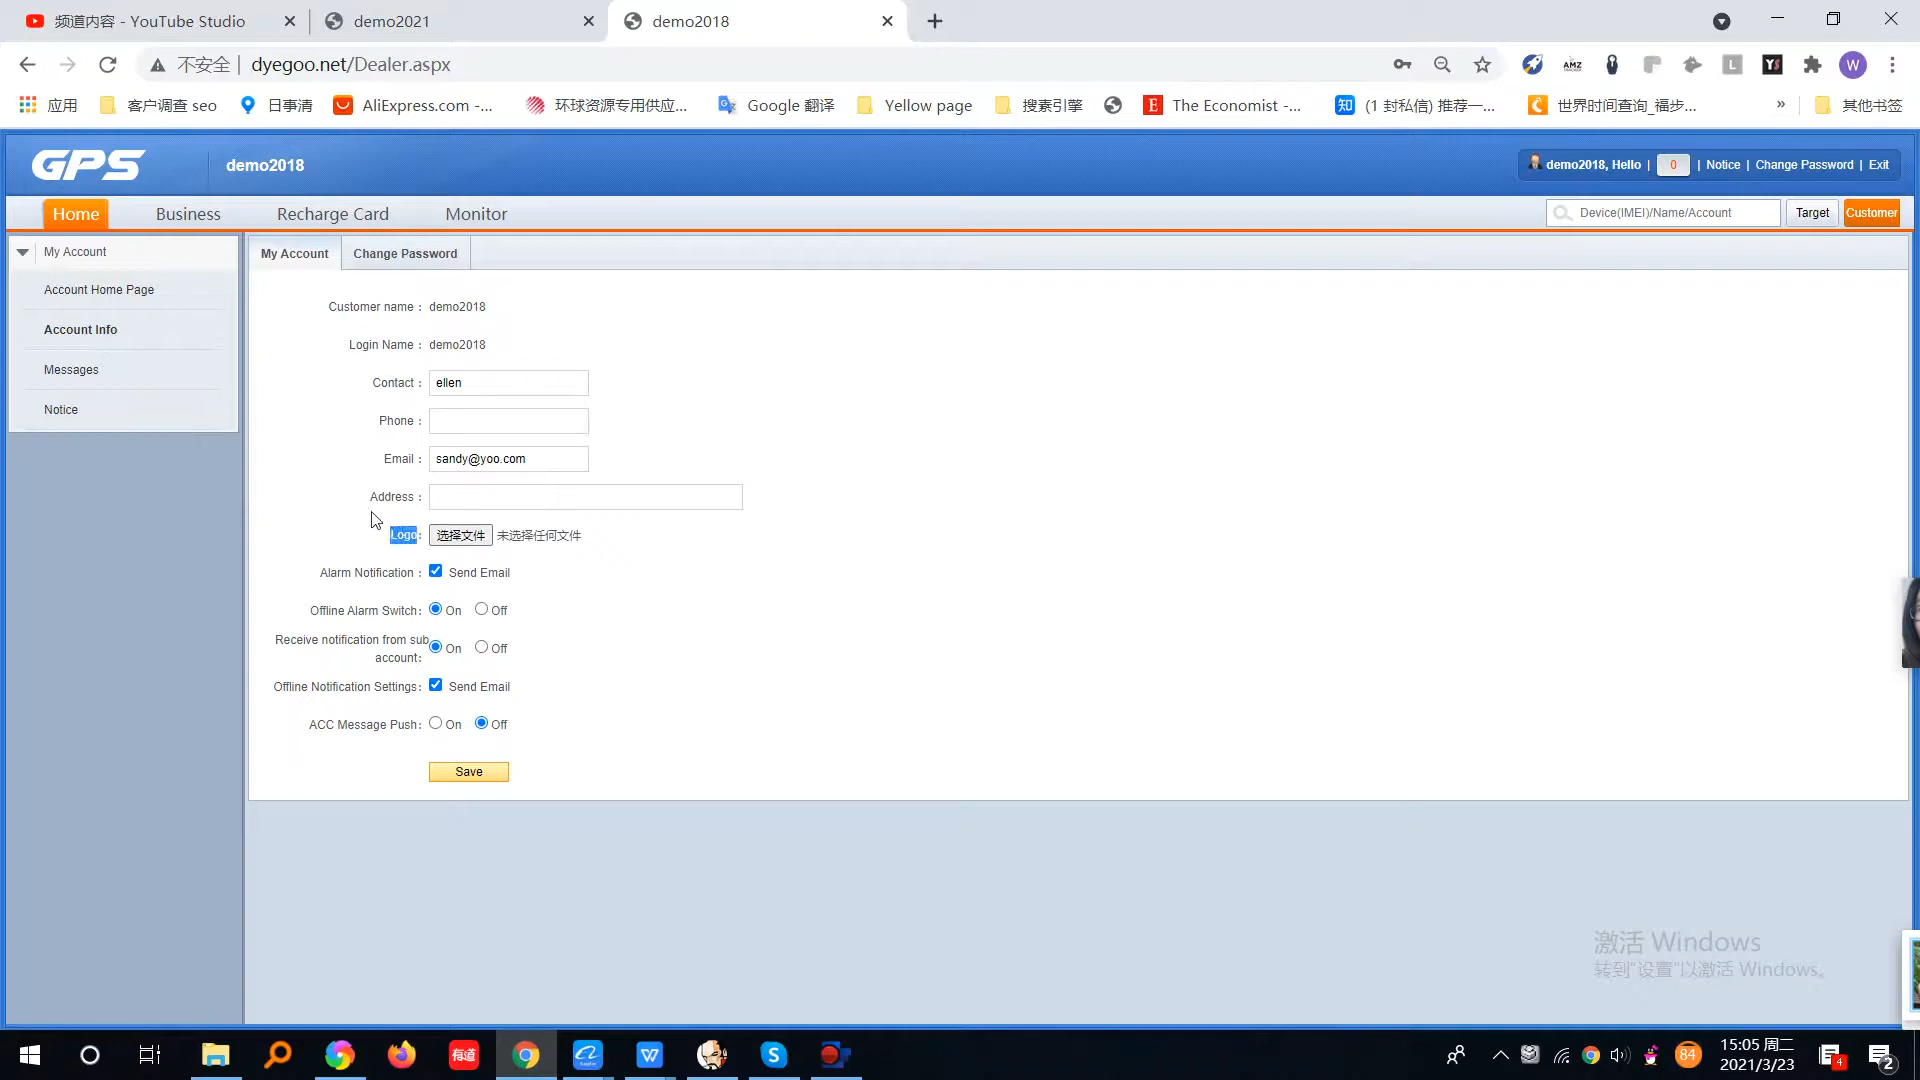 频道内容 - YouTube Studio
demo2021
demo2018
不安全 | dyegoo.net/Dealer.aspx
AMZ
L
YS
W
应用
客户调查 seo
日事清
AliExpress.com -...
环球资源专用供应...
Google 翻译
Yellow page
搜索引擎
The Economist -...
(1 封私信) 推荐一...
世界时间查询_福步...
»
其他书签
GPS
demo2018
demo2018, Hello | 0 | Notice | Change Password | Exit
Home
Business
Recharge Card
Monitor
Device(IMEI)/Name/Account
Target
Customer
My Account
Account Home Page
Account Info
Messages
Notice
My Account
Change Password
Customer name : demo2018
Login Name : demo2018
Contact : ellen
Phone :
Email : sandy@yoo.com
Address :
Logo: 选择文件 未选择任何文件
Alarm Notification : Send Email
Offline Alarm Switch: On Off
Receive notification from sub
account: On Off
Offline Notification Settings: Send Email
ACC Message Push: On Off
Save
激活 Windows
转到"设置"以激活 Windows。
有道
W
S
84
15:05 周二
2021/3/23
4
2